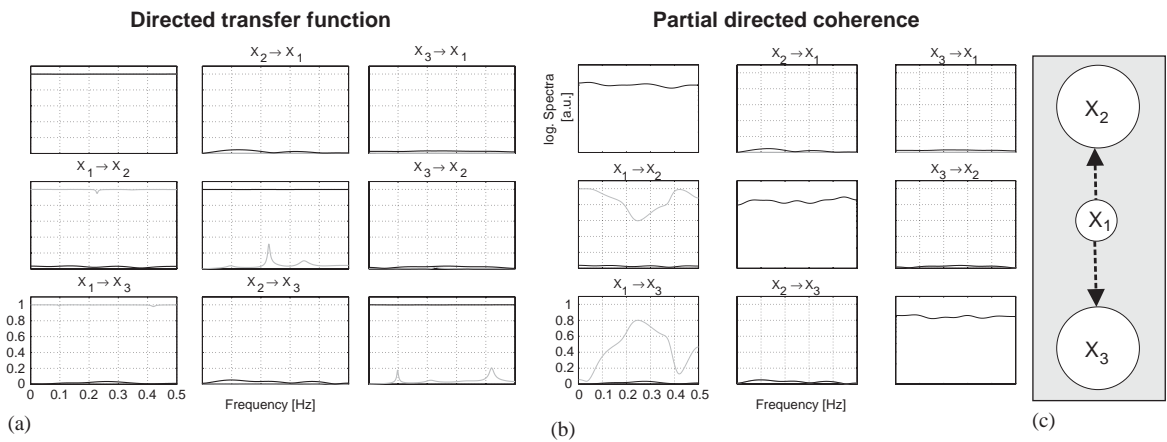 Directed transfer function
Partial directed coherence
X2→X1
X3→X1
X1→X2
X3→X2
X1→X3
X2→X3
1
0.8
0.6
0.4
0.2
0
0 0.1 0.2 0.3 0.4 0.5
Frequency [Hz]
(a)
log. Spectra
[a.u.]
X2→X1
X3→X1
X1→X2
X3→X2
X1→X3
X2→X3
1
0.8
0.6
0.4
0.2
0
0 0.1 0.2 0.3 0.4 0.5
Frequency [Hz]
(b)
X2
X1
X3
(c)